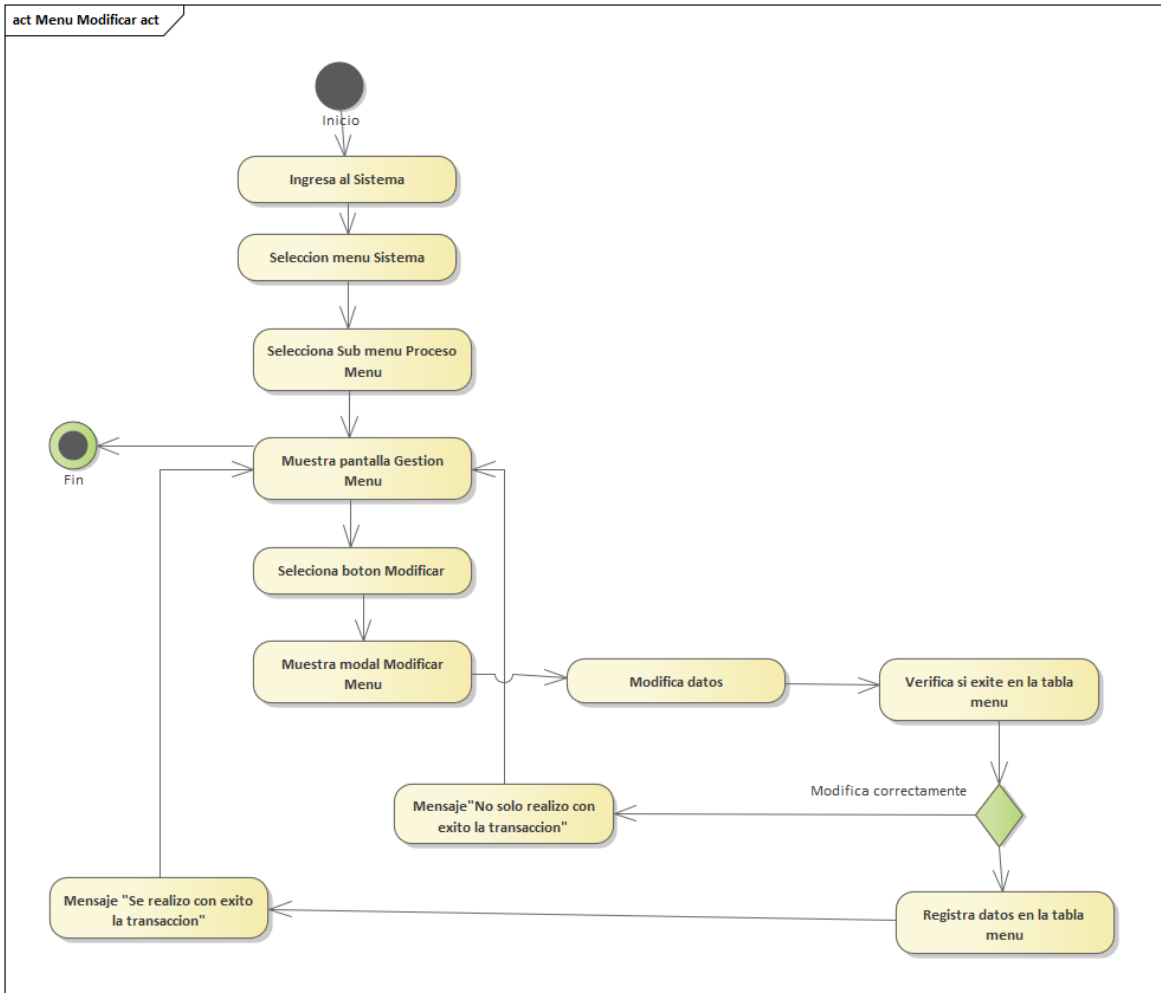 act Menu Modificar act
Inicio
Ingresa al Sistema
Seleccion menu Sistema
Selecciona Sub menu Proceso
Menu
Muestra pantalla Gestion
Menu
Fin
Seleciona boton Modificar
Muestra modal Modificar
Menu
Modifica datos
Verifica si exite en la tabla
menu
Modifica correctamente
Mensaje"No solo realizo con
exito la transaccion"
Mensaje "Se realizo con exito
la transaccion"
Registra datos en la tabla
menu